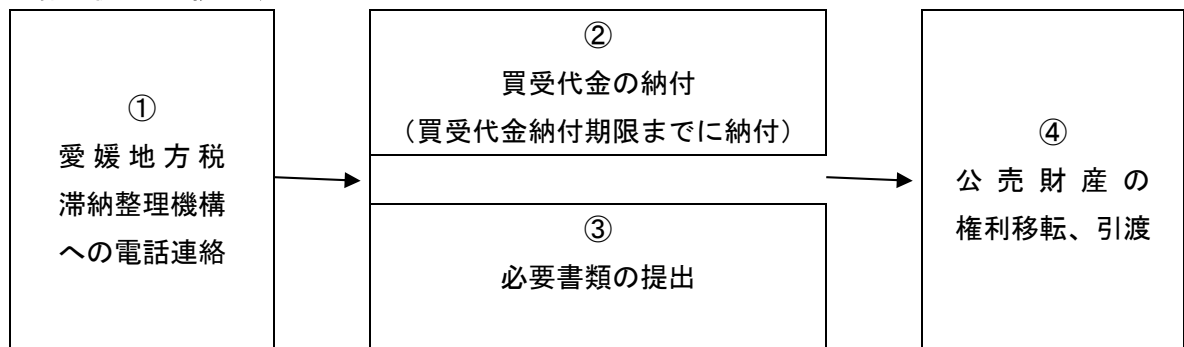 ①
愛媛地方税
滞納整理機構
への電話連絡
②
買受代金の納付
（買受代金納付期限までに納付）
③
必要書類の提出
④
公売財産の
権利移転、引渡